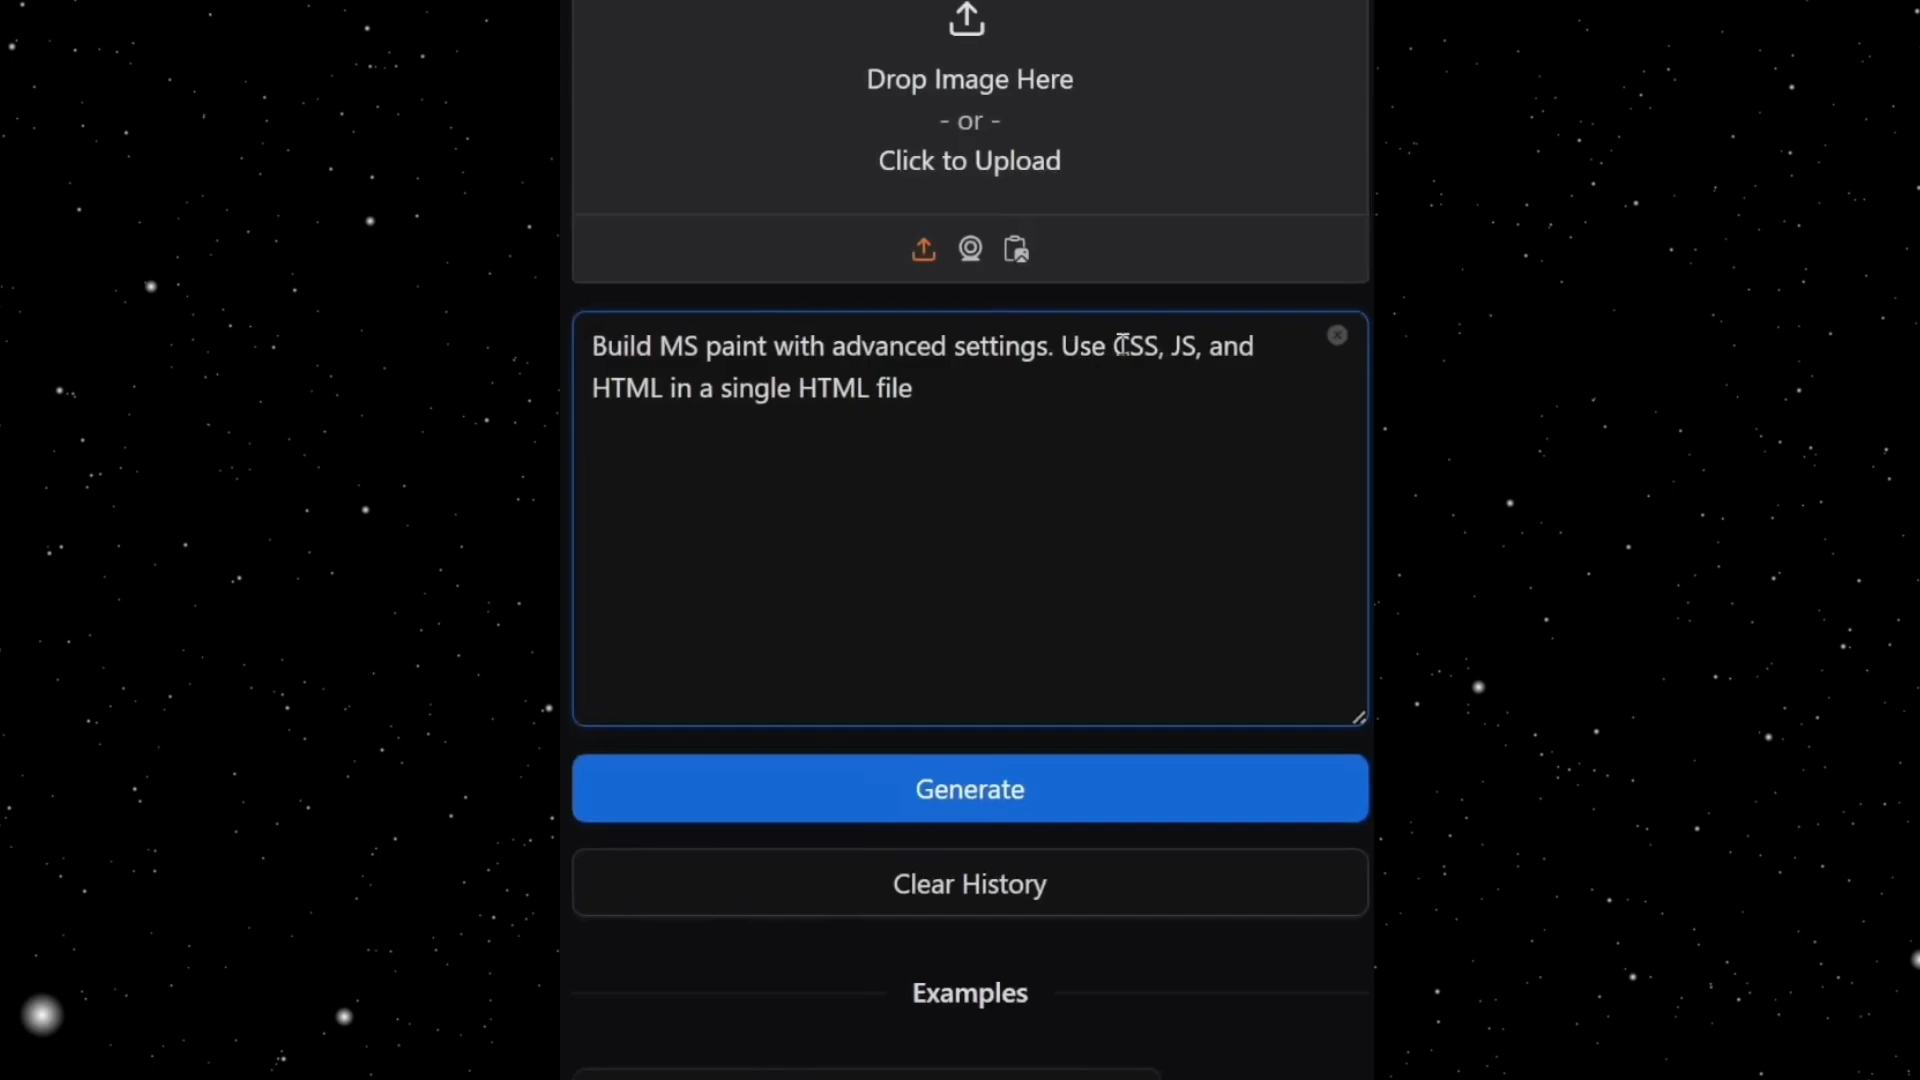 Drop Image Here
- or -
Click to Upload
Build MS paint with advanced settings. Use CSS, JS, and
HTML in a single HTML file
Generate
Clear History
Examples